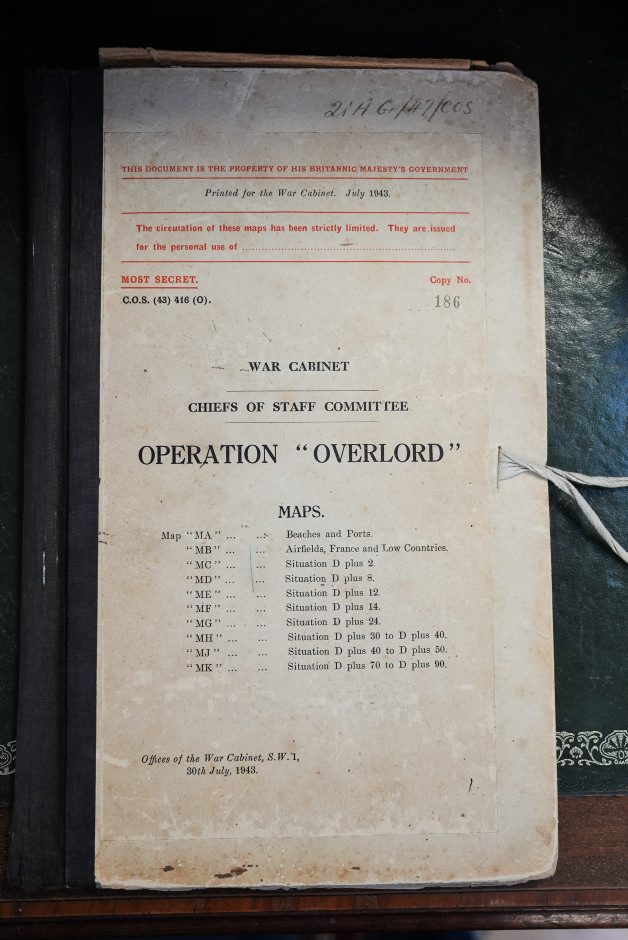 21 A Gp/47/COS
THIS DOCUMENT IS THE PROPERTY OF HIS BRITANNIC MAJESTY'S GOVERNMENT
Printed for the War Cabinet. July 1943.
The circulation of these maps has been strictly limited. They are issued
for the personal use of ............................................................
MOST SECRET. Copy No.
C.O.S. (43) 416 (O). 186
WAR CABINET
CHIEFS OF STAFF COMMITTEE
OPERATION “OVERLORD”
MAPS.
Map “MA” ... ... Beaches and Ports.
“MB” ... ... Airfields, France and Low Countries.
“MC” ... ... Situation D plus 2.
“MD” ... ... Situation D plus 8.
“ME” ... ... Situation D plus 12.
“MF” ... ... Situation D plus 14.
“MG” ... ... Situation D plus 24.
“MH” ... ... Situation D plus 30 to D plus 40.
“MJ” ... ... Situation D plus 40 to D plus 50.
“MK” ... ... Situation D plus 70 to D plus 90.
Offices of the War Cabinet, S.W.1,
30th July, 1943.